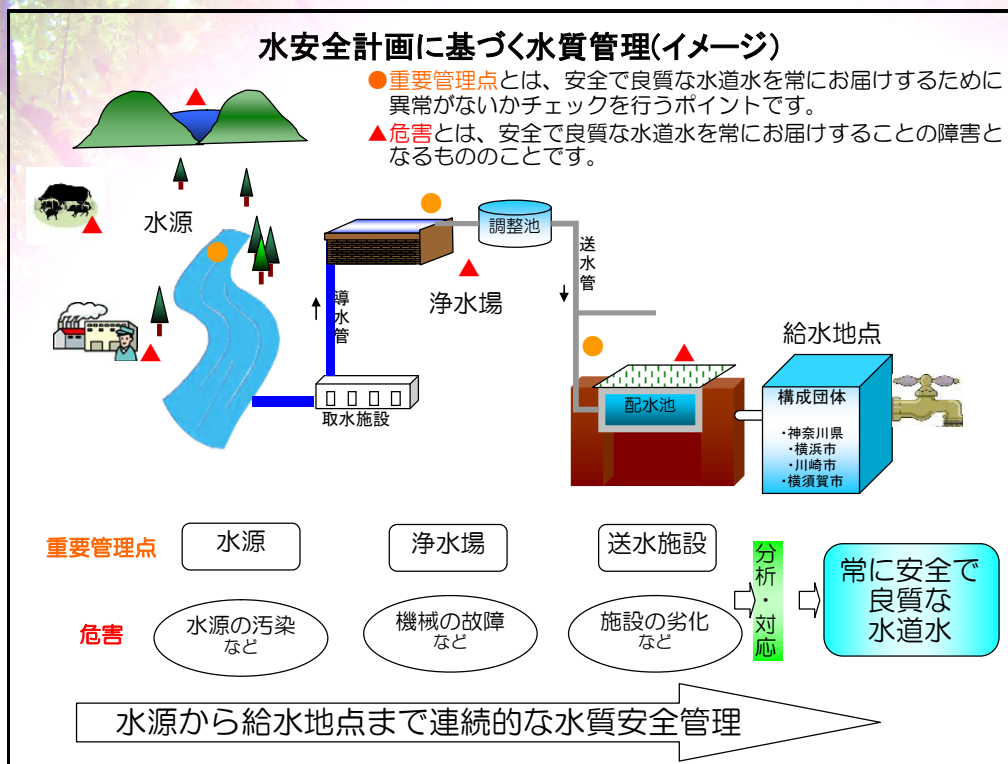 水安全計画に基づく水質管理(イメージ)
●重要管理点とは、安全で良質な水道水を常にお届けするために
異常がないかチェックを行うポイントです。
▲危害とは、安全で良質な水道水を常にお届けすることの障害と
なるもののことです。
水源
調整池
送水管
導水管
浄水場
取水施設
配水池
給水地点
構成団体
・神奈川県
・横浜市
・川崎市
・横須賀市
重要管理点
水源
浄水場
送水施設
危害
水源の汚染
など
機械の故障
など
施設の劣化
など
分析・対応
常に安全で
良質な
水道水
水源から給水地点まで連続的な水質安全管理